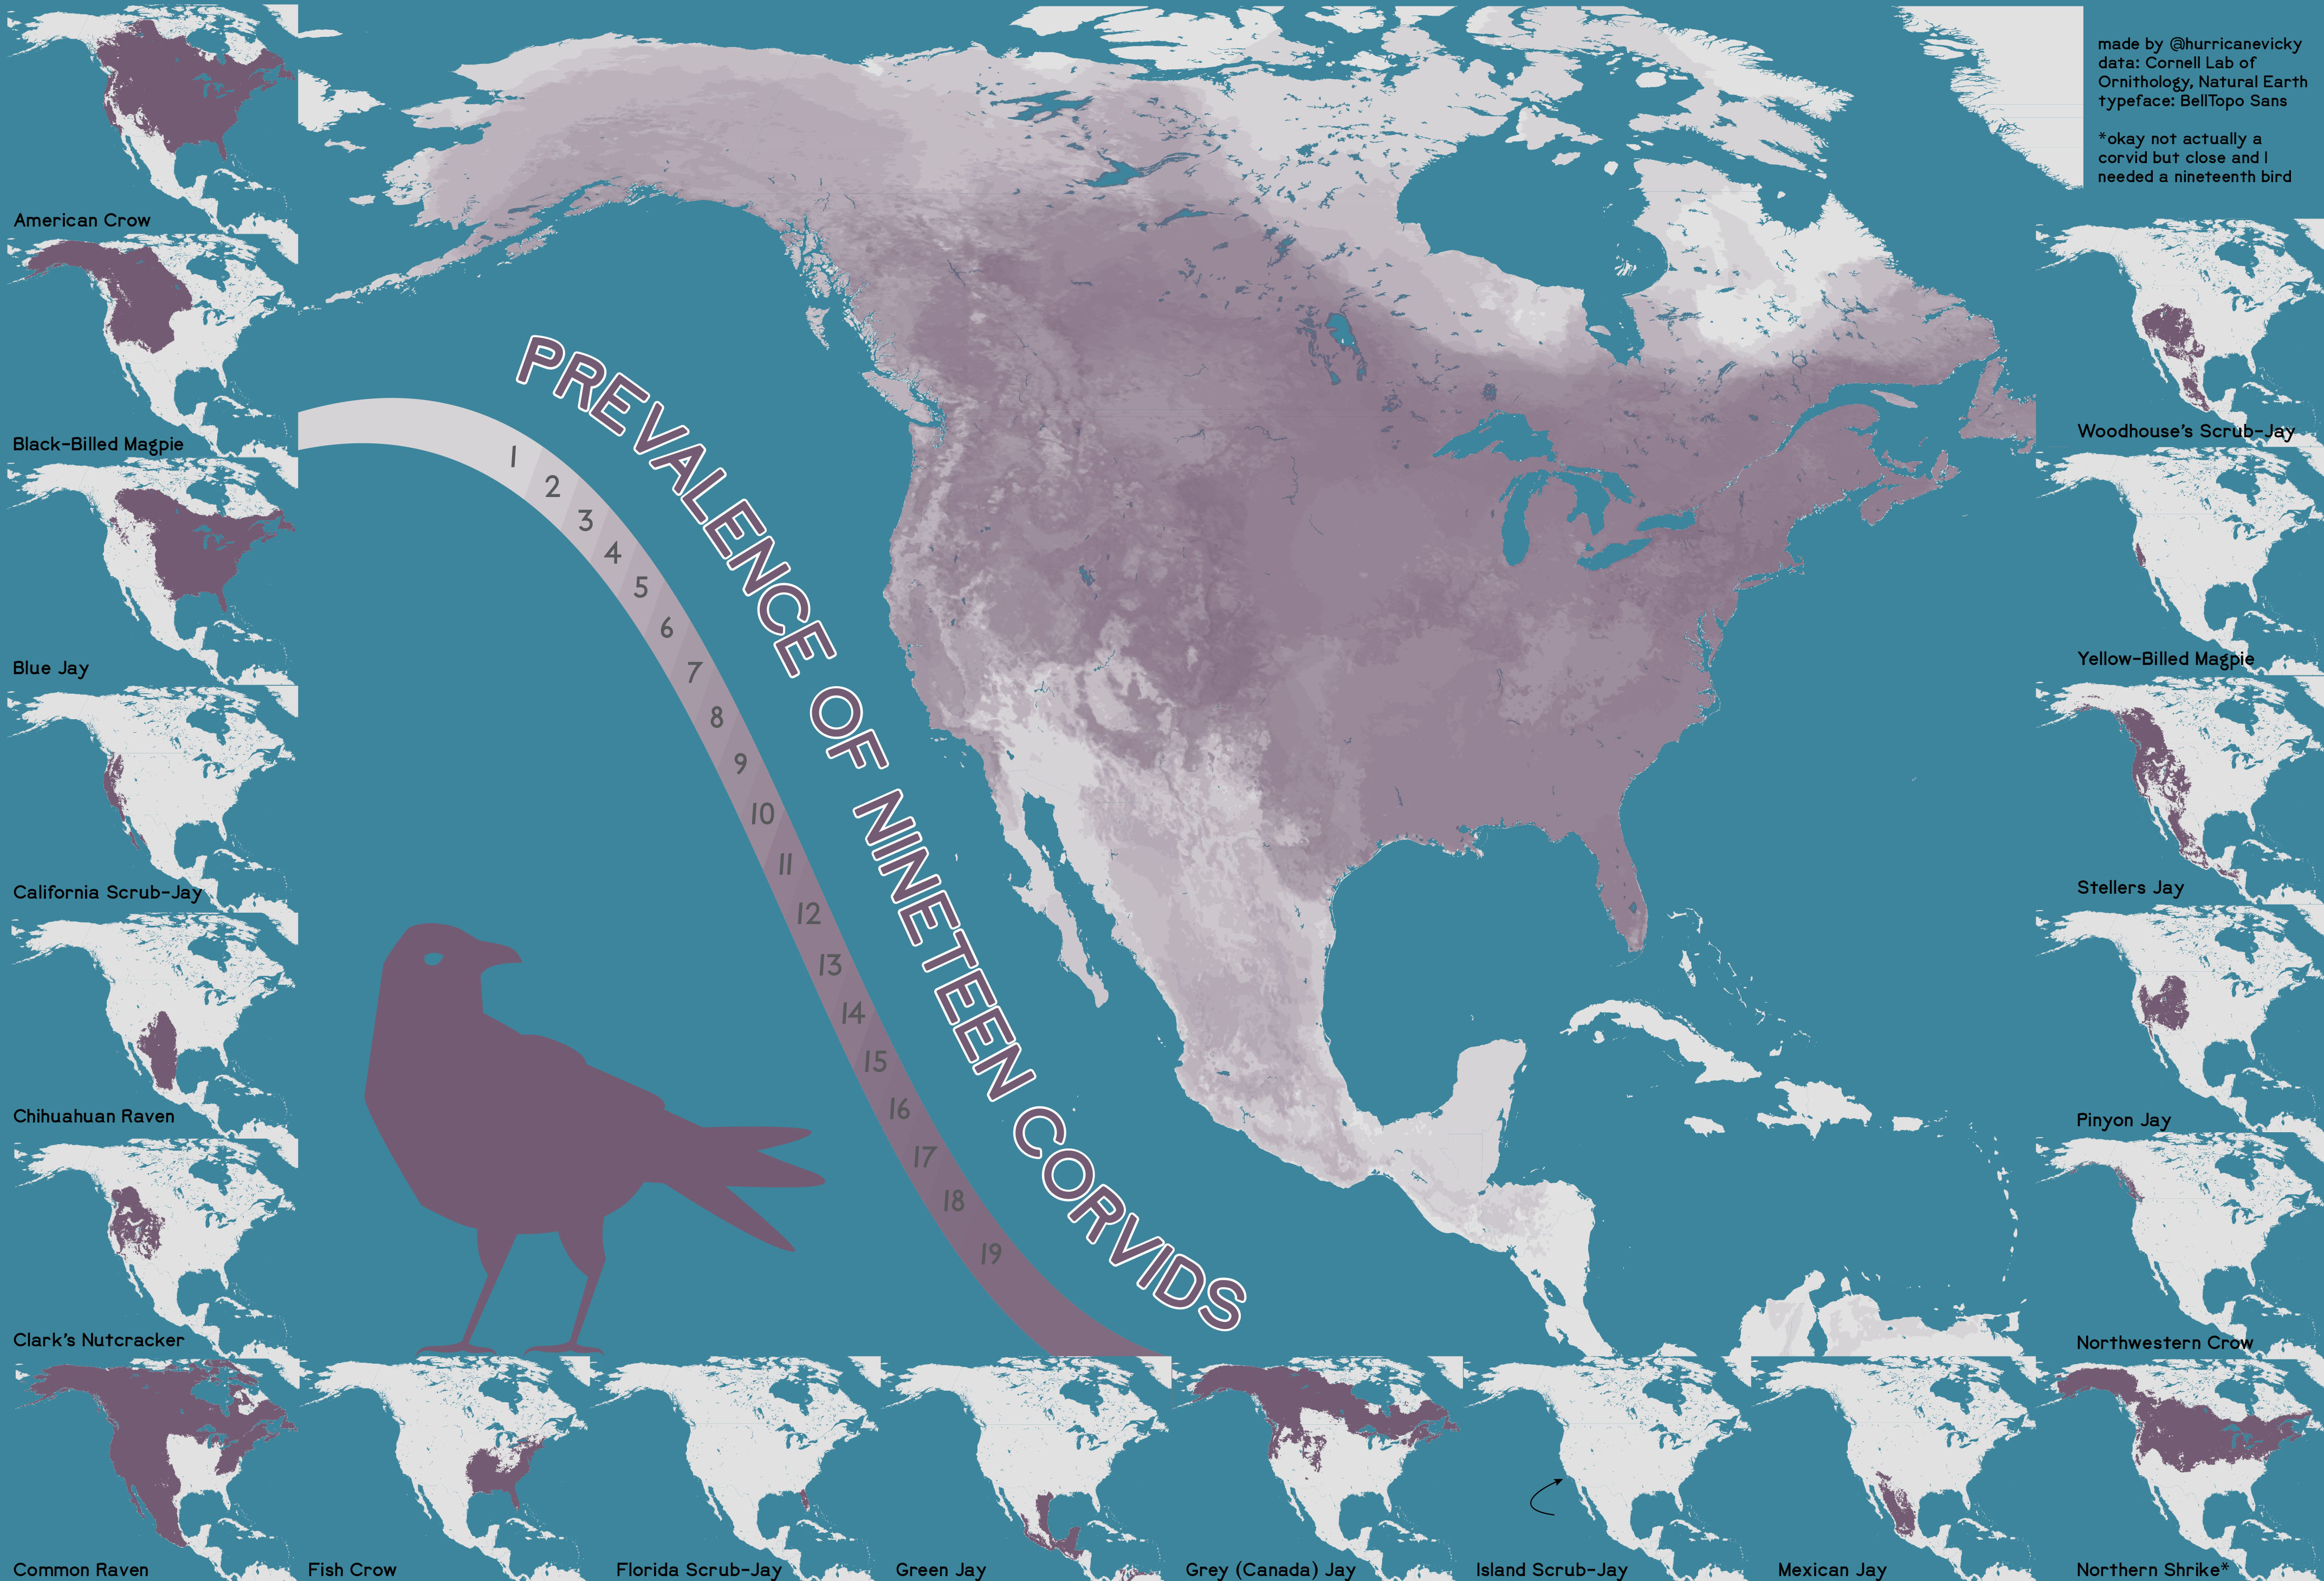 PREVALENCE OF NINETEEN CORVIDS
1
2
3
4
5
6
7
8
9
10
11
12
13
14
15
16
17
18
19
made by @hurricanevicky
data: Cornell Lab of
Ornithology, Natural Earth
typeface: BellTopo Sans
*okay not actually a
corvid but close and I
needed a nineteenth bird
American Crow
Black-Billed Magpie
Blue Jay
California Scrub-Jay
Chihuahuan Raven
Clark's Nutcracker
Common Raven
Fish Crow
Florida Scrub-Jay
Green Jay
Grey (Canada) Jay
Island Scrub-Jay
Mexican Jay
Northern Shrike*
Northwestern Crow
Pinyon Jay
Stellers Jay
Yellow-Billed Magpie
Woodhouse's Scrub-Jay